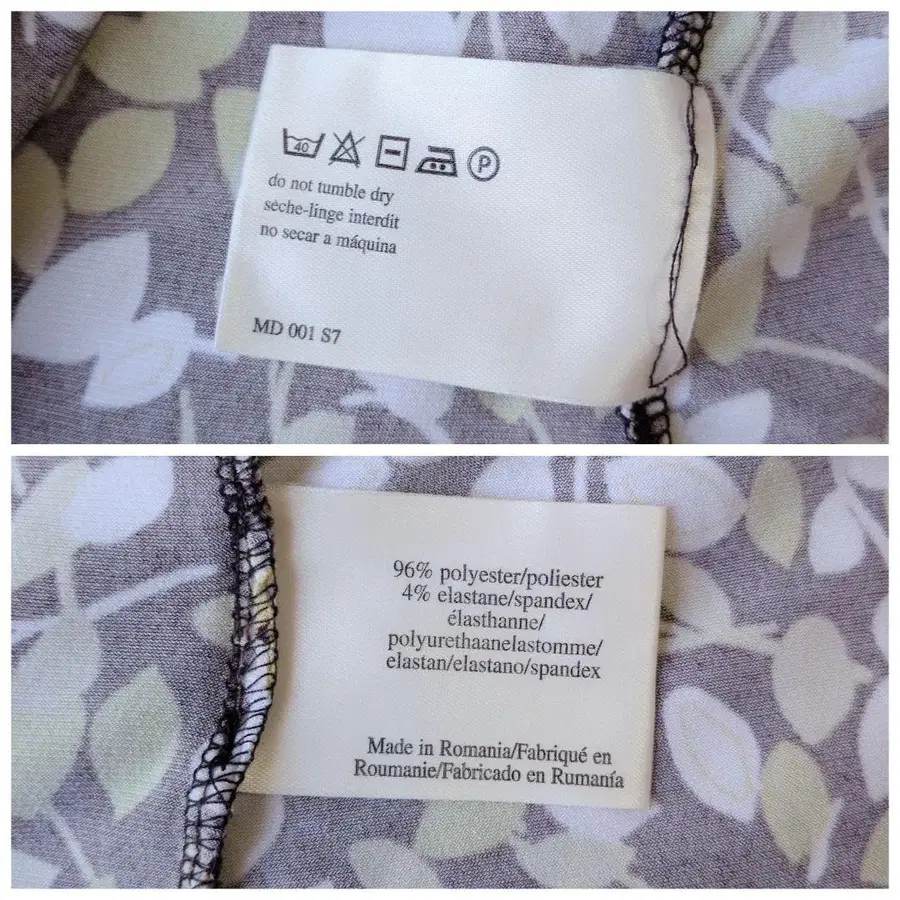 40
P
do not tumble dry
sèche-linge interdit
no secar a máquina
MD 001 S7
96% polyester/poliester
4% elastane/spandex/
élasthanne/
polyurethaanelastomme/
elastan/elastano/spandex
Made in Romania/Fabriqué en
Roumanie/Fabricado en Rumanía